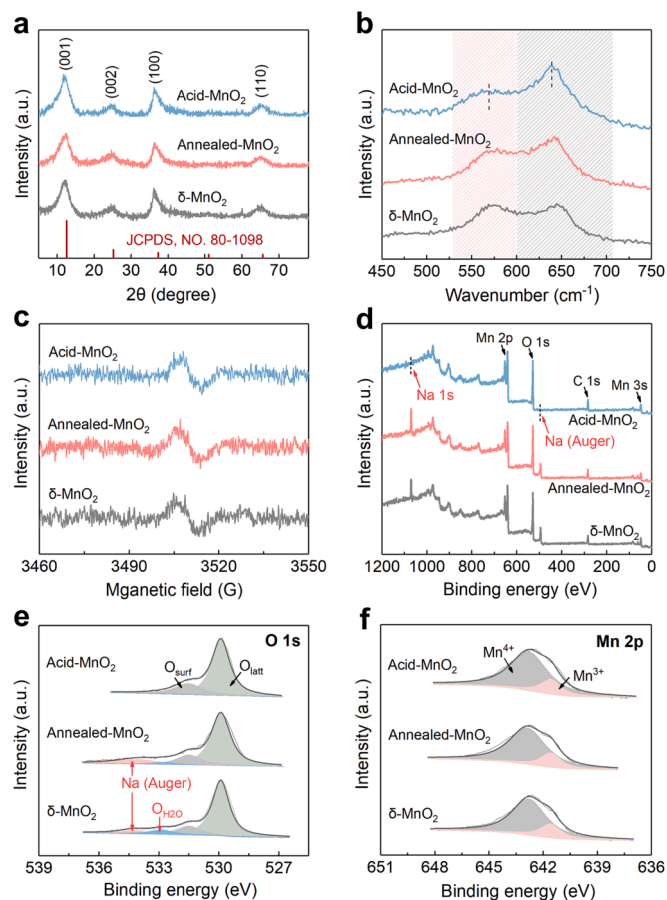 a
(001)
(002)
(100)
(110)
Acid-MnO2
Annealed-MnO2
δ-MnO2
JCPDS, NO. 80-1098
Intensity (a.u.)
10 20 30 40 50 60 70
2θ (degree)
b
Acid-MnO2
Annealed-MnO2
δ-MnO2
Intensity (a.u.)
450 500 550 600 650 700 750
Wavenumber (cm-1)
c
Acid-MnO2
Annealed-MnO2
δ-MnO2
Intensity (a.u.)
3460 3490 3520 3550
Mganetic field (G)
d
Mn 2p
O 1s
C 1s
Mn 3s
Na 1s
Acid-MnO2
Na (Auger)
Annealed-MnO2
δ-MnO2
Intensity (a.u.)
1200 1000 800 600 400 200 0
Binding energy (eV)
e
O 1s
Acid-MnO2
Osurf
Olatt
Annealed-MnO2
Na (Auger)
δ-MnO2
OH2O
Intensity (a.u.)
539 536 533 530 527
Binding energy (eV)
f
Mn 2p
Acid-MnO2
Mn4+
Mn3+
Annealed-MnO2
δ-MnO2
Intensity (a.u.)
651 648 645 642 639 636
Binding energy (eV)